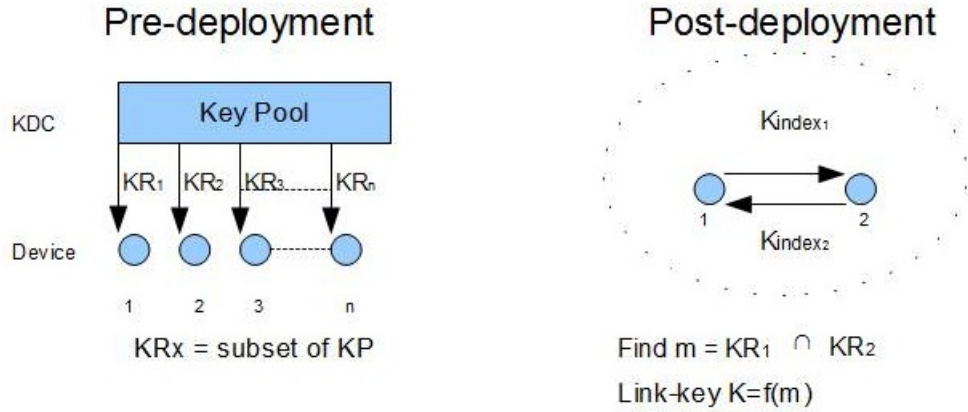 Pre-deployment
KDC
Key Pool
KR1 KR2 KR3 KRn
Device
1 2 3 n
KRx = subset of KP
Post-deployment
Kindex1
1 2
Kindex2
Find m = KR1 ∩ KR2
Link-key K=f(m)